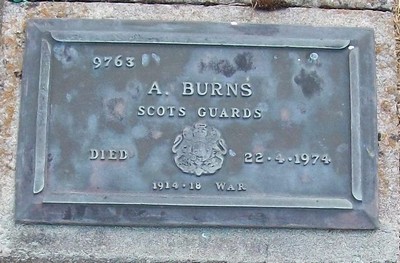 9763
A. BURNS
SCOTS GUARDS
DIED 22·4·1974
1914-18 WAR